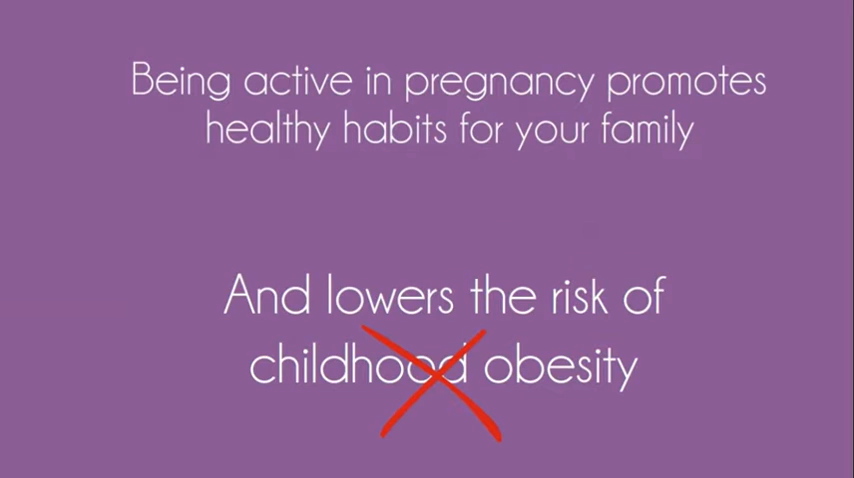 Being active in pregnancy promotes
healthy habits for your family
And lowers the risk of
childhood obesity